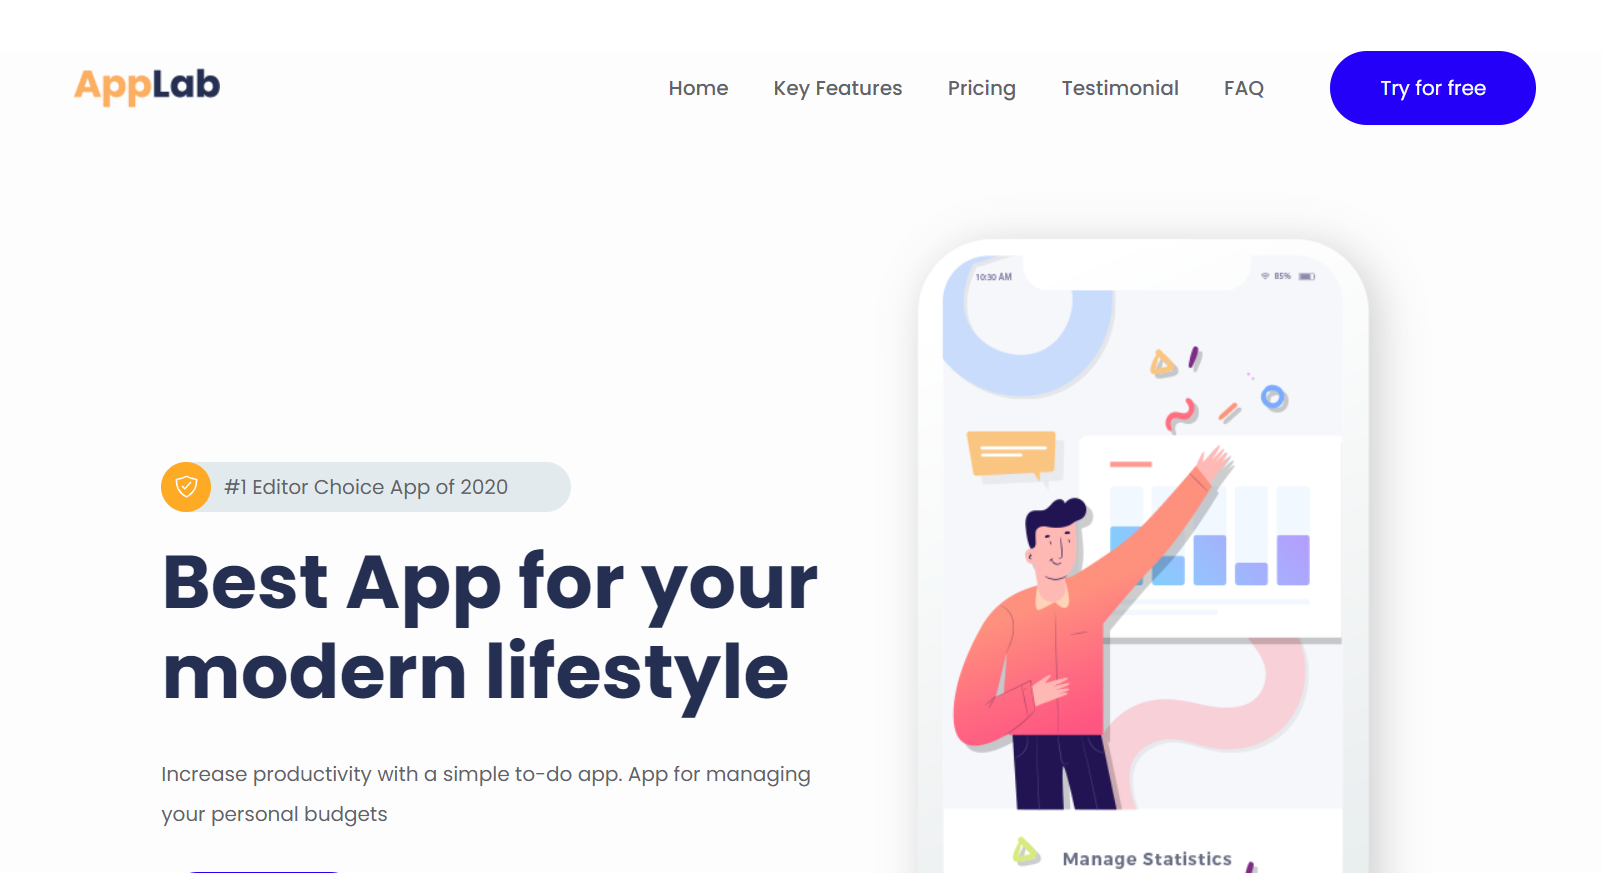 AppLab
Home
Key Features
Pricing
Testimonial
FAQ
Try for free
10:30 AM
85%
#1 Editor Choice App of 2020
Best App for your
modern lifestyle
Increase productivity with a simple to-do app. App for managing
your personal budgets
Manage Statistics